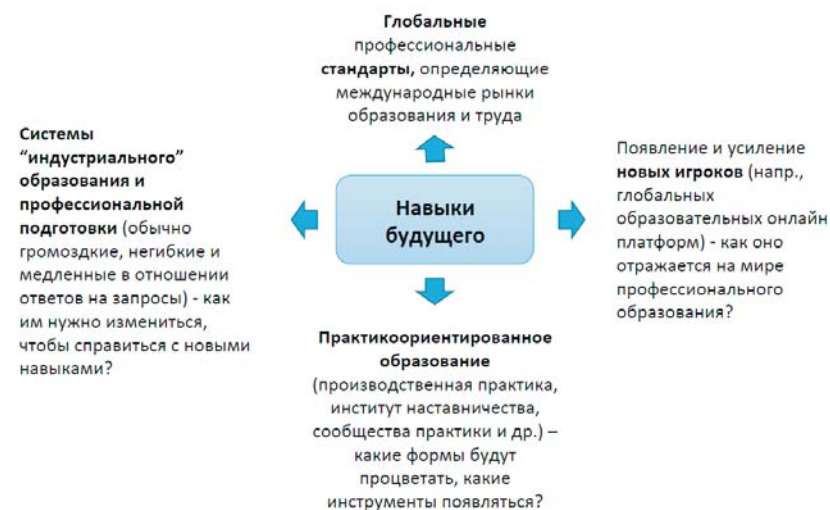 Глобальные
профессиональные
стандарты, определяющие
международные рынки
образования и труда
Системы
“индустриального”
образования и
профессиональной
подготовки (обычно
громоздкие, негибкие и
медленные в отношении
ответов на запросы) - как
им нужно измениться,
чтобы справиться с новыми
навыками?
Навыки
будущего
Появление и усиление
новых игроков (напр.,
глобальных
образовательных онлайн
платформ) - как оно
отражается на мире
профессионального
образования?
Практикоориентированное
образование
(производственная практика,
институт наставничества,
сообщества практики и др.) –
какие формы будут
процветать, какие
инструменты появляться?